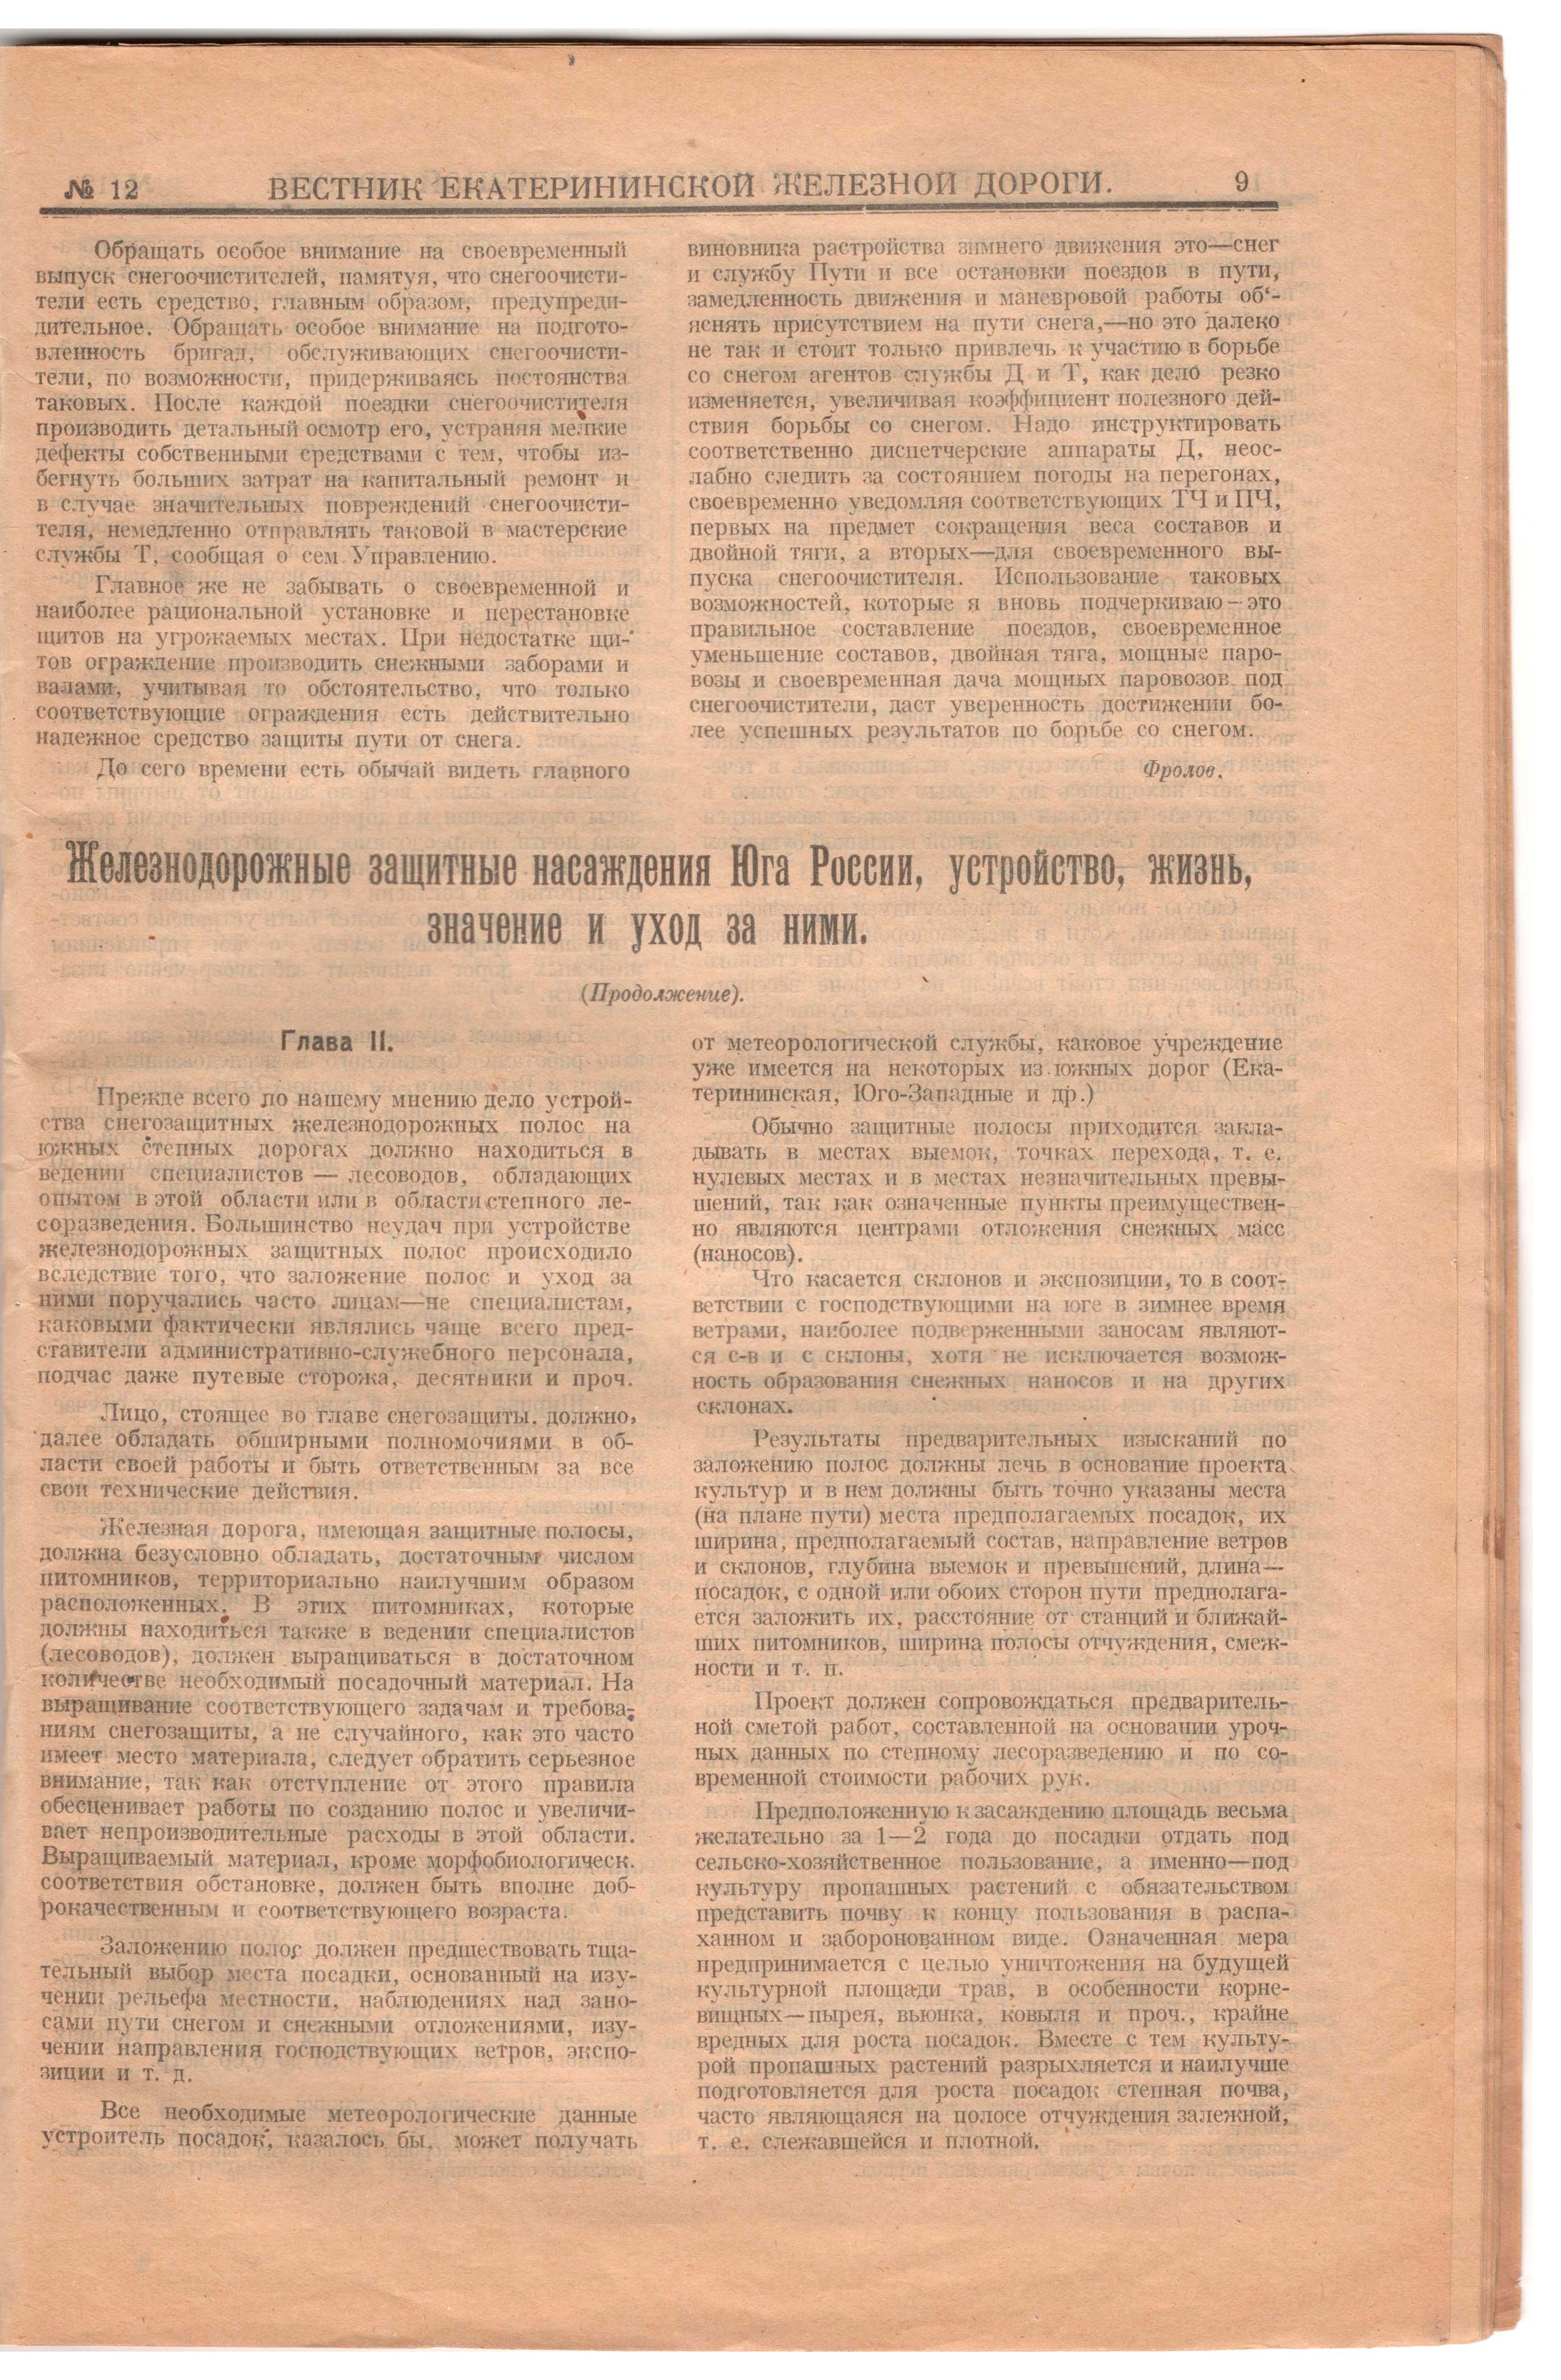 № 12
ВЕСТНИК ЕКАТЕРИНИНСКОЙ ЖЕЛЕЗНОЙ ДОРОГИ.
9
Обращать особое внимание на своевременный
выпуск снегоочистителей, памятуя, что снегоочисти-
тели есть средство, главным образом, предупреди-
дительное. Обращать особое внимание на подгото-
вленность бригад, обслуживающих снегоочисти-
тели, по возможности, придерживаясь постоянства
таковых. После каждой поездки снегоочистителя
производить детальный осмотр его, устраняя мелкие
дефекты собственными средствами с тем, чтобы из-
бегнуть больших затрат на капитальный ремонт и
в случае значительных повреждений снегоочисти-
теля, немедленно отправлять таковой в мастерские
службы Т, сообщая о сем Управлению.
Главное же не забывать о своевременной и
наиболее рациональной установке и перестановке
щитов на угрожаемых местах. При недостатке щи-
тов ограждение производить снежными заборами и
валами, учитывая то обстоятельство, что только
соответствующие ограждения есть действительно
надежное средство защиты пути от снега.
До сего времени есть обычай видеть главного
виновника растройства зимнего движения это—снег
и службу Пути и все остановки поездов в пути,
замедленность движения и маневровой работы об‘-
яснять присутствием на пути снега,—но это далеко
не так и стоит только привлечь к участию в борьбе
со снегом агентов службы Д и Т, как дело резко
изменяется, увеличивая коэффициент полезного дей-
ствия борьбы со снегом. Надо инструктировать
соответственно диспетчерские аппараты Д, неос-
лабно следить за состоянием погоды на перегонах,
своевременно уведомляя соответствующих ТЧ и ПЧ,
первых на предмет сокращения веса составов и
двойной тяги, а вторых—для своевременного вы-
пуска снегоочистителя. Использование таковых
возможностей, которые я вновь подчеркиваю—это
правильное составление поездов, своевременное
уменьшение составов, двойная тяга, мощные паро-
возы и своевременная дача мощных паровозов под
снегоочистители, даст уверенность достижении бо-
лее успешных результатов по борьбе со снегом.
Фролов.
Железнодорожные защитные насаждения Юга России, устройство, жизнь,
значение и уход за ними.
(Продолжение).
Глава II.
Прежде всего по нашему мнению дело устрой-
ства снегозащитных железнодорожных полос на
южных степных дорогах должно находиться в
ведении специалистов — лесоводов, обладающих
опытом в этой области или в области степного ле-
соразведения. Большинство неудач при устройстве
железнодорожных защитных полос происходило
вследствие того, что заложение полос и уход за
ними поручались часто лицам—не специалистам,
каковыми фактически являлись чаще всего пред-
ставители административно-служебного персонала,
подчас даже путевые сторожа, десятники и проч.
Лицо, стоящее во главе снегозащиты, должно,
далее обладать обширными полномочиями в об-
ласти своей работы и быть ответственным за все
свои технические действия.
Железная дорога, имеющая защитные полосы,
должна безусловно обладать, достаточным числом
питомников, территориально наилучшим образом
расположенных. В этих питомниках, которые
должны находиться также в ведении специалистов
(лесоводов), должен выращиваться в достаточном
количестве необходимый посадочный материал. На
выращивание соответствующего задачам и требова-
ниям снегозащиты, а не случайного, как это часто
имеет место материала, следует обратить серьезное
внимание, так как отступление от этого правила
обесценивает работы по созданию полос и увеличи-
вает непроизводительные расходы в этой области.
Выращиваемый материал, кроме морфобиологическ.
соответствия обстановке, должен быть вполне доб-
рокачественным и соответствующего возраста.
Заложению полос должен предшествовать тща-
тельный выбор места посадки, основанный на изу-
чении рельефа местности, наблюдениях над зано-
сами пути снегом и снежными отложениями, изу-
чении направления господствующих ветров, экспо-
зиции и т. д.
Все необходимые метеорологические данные
устроитель посадок, казалось бы, может получать
от метеорологической службы, каковое учреждение
уже имеется на некоторых из южных дорог (Ека-
терининская, Юго-Западные и др.)
Обычно защитные полосы приходится закла-
дывать в местах выемок, точках перехода, т. е.
нулевых местах и в местах незначительных превы-
шений, так как означенные пункты преимуществен-
но являются центрами отложения снежных масс
(наносов).
Что касается склонов и экспозиции, то в соот-
ветствии с господствующими на юге в зимнее время
ветрами, наиболее подверженными заносам являют-
ся с-в и с склоны, хотя не исключается возмож-
ность образования снежных наносов и на других
склонах.
Результаты предварительных изысканий по
заложению полос должны лечь в основание проекта
культур и в нем должны быть точно указаны места
(на плане пути) места предполагаемых посадок, их
ширина, предполагаемый состав, направление ветров
и склонов, глубина выемок и превышений, длина—
посадок, с одной или обоих сторон пути предполага-
ется заложить их, расстояние от станций и ближай-
ших питомников, ширина полосы отчуждения, смеж-
ности и т. п.
Проект должен сопровождаться предваритель-
ной сметой работ, составленной на основании уроч-
ных данных по степному лесоразведению и по со-
временной стоимости рабочих рук.
Предположенную к засаждению площадь весьма
желательно за 1—2 года до посадки отдать под
сельско-хозяйственное пользование, а именно—под
культуру пропашных растений с обязательством
представить почву к концу пользования в распа-
ханном и заборонованном виде. Означенная мера
предпринимается с целью уничтожения на будущей
культурной площади трав, в особенности корне-
вищных—пырея, вьюнка, ковыля и проч., крайне
вредных для роста посадок. Вместе с тем культу-
рой пропашных растений разрыхляется и наилучше
подготовляется для роста посадок степная почва,
часто являющаяся на полосе отчуждения залежной,
т. е. слежавшейся и плотной.